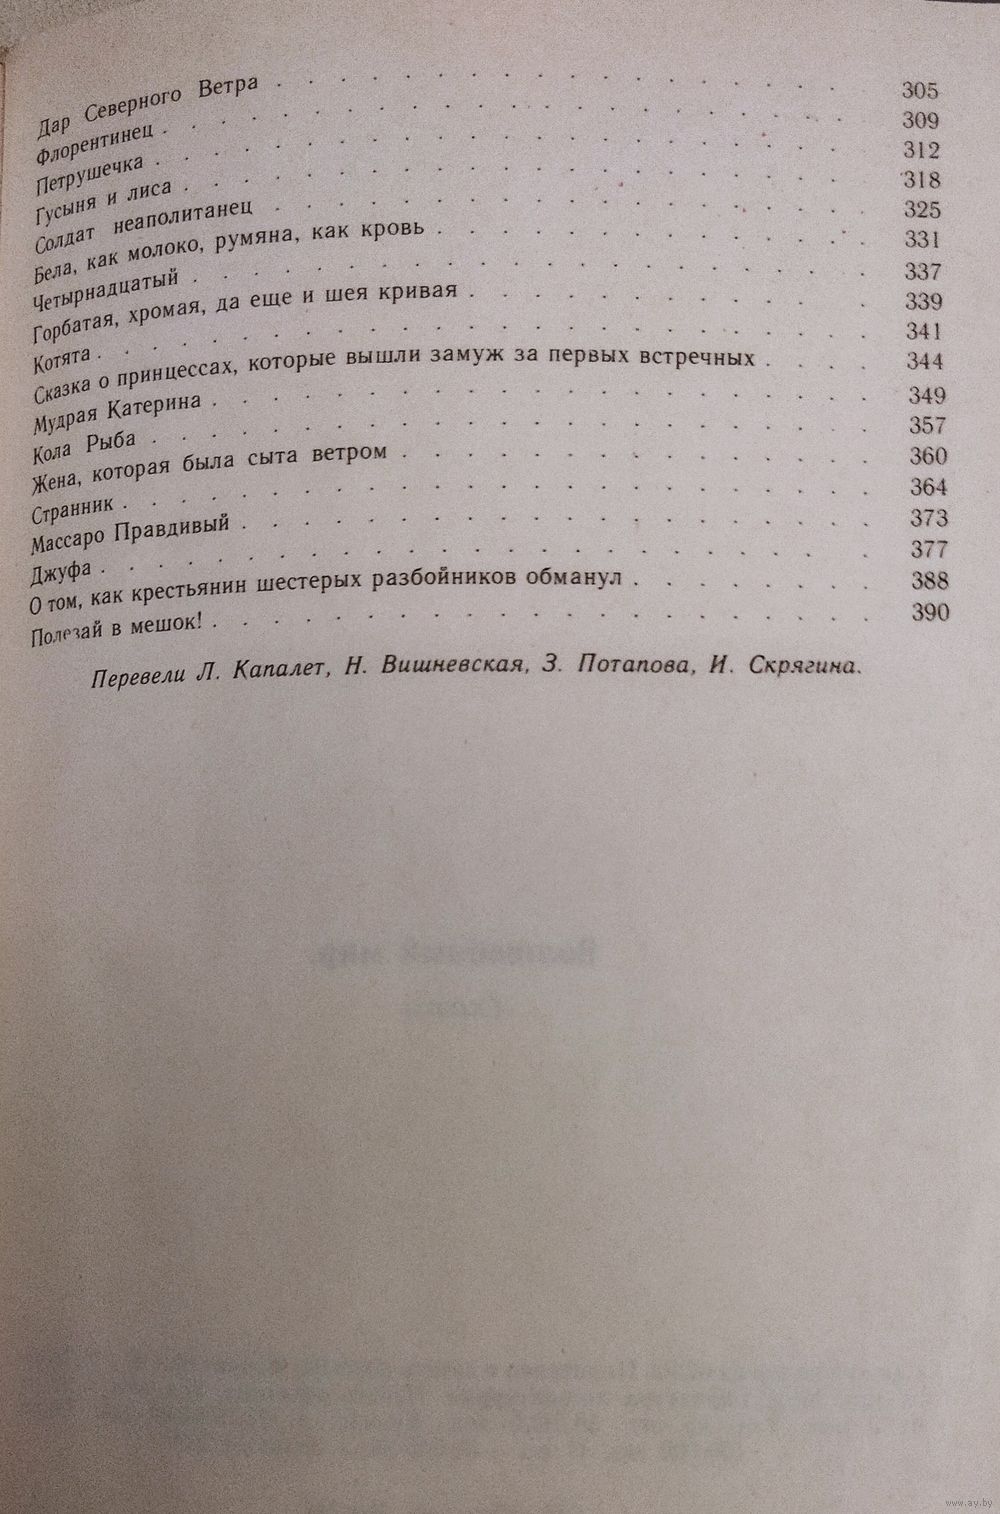 Дар Северного Ветра . . . . . . . . . . . . . . . . . . 305
Флорентинец . . . . . . . . . . . . . . . . . . . . . . 309
Петрушечка . . . . . . . . . . . . . . . . . . . . . . 312
Гусыня и лиса . . . . . . . . . . . . . . . . . . . . . 318
Солдат неаполитанец . . . . . . . . . . . . . . . . . . 325
Бела, как молоко, румяна, как кровь . . . . . . . . . . . . . . 331
Четырнадцатый . . . . . . . . . . . . . . . . . . . . . 337
Горбатая, хромая, да еще и шея кривая . . . . . . . . . . . . . 339
Котята . . . . . . . . . . . . . . . . . . . . . . . . 341
Сказка о принцессах, которые вышли замуж за первых встречных . . . . 344
Мудрая Катерина . . . . . . . . . . . . . . . . . . . . 349
Кола Рыба . . . . . . . . . . . . . . . . . . . . . . . 357
Жена, которая была сыта ветром . . . . . . . . . . . . . . . 360
Странник . . . . . . . . . . . . . . . . . . . . . . . 364
Массаро Правдивый . . . . . . . . . . . . . . . . . . . 373
Джуфа . . . . . . . . . . . . . . . . . . . . . . . . 377
О том, как крестьянин шестерых разбойников обманул . . . . . . . . 388
Полезай в мешок! . . . . . . . . . . . . . . . . . . . . 390
Перевели Л. Капалет, Н. Вишневская, З. Потапова, И. Скрягина.
www.ay.by